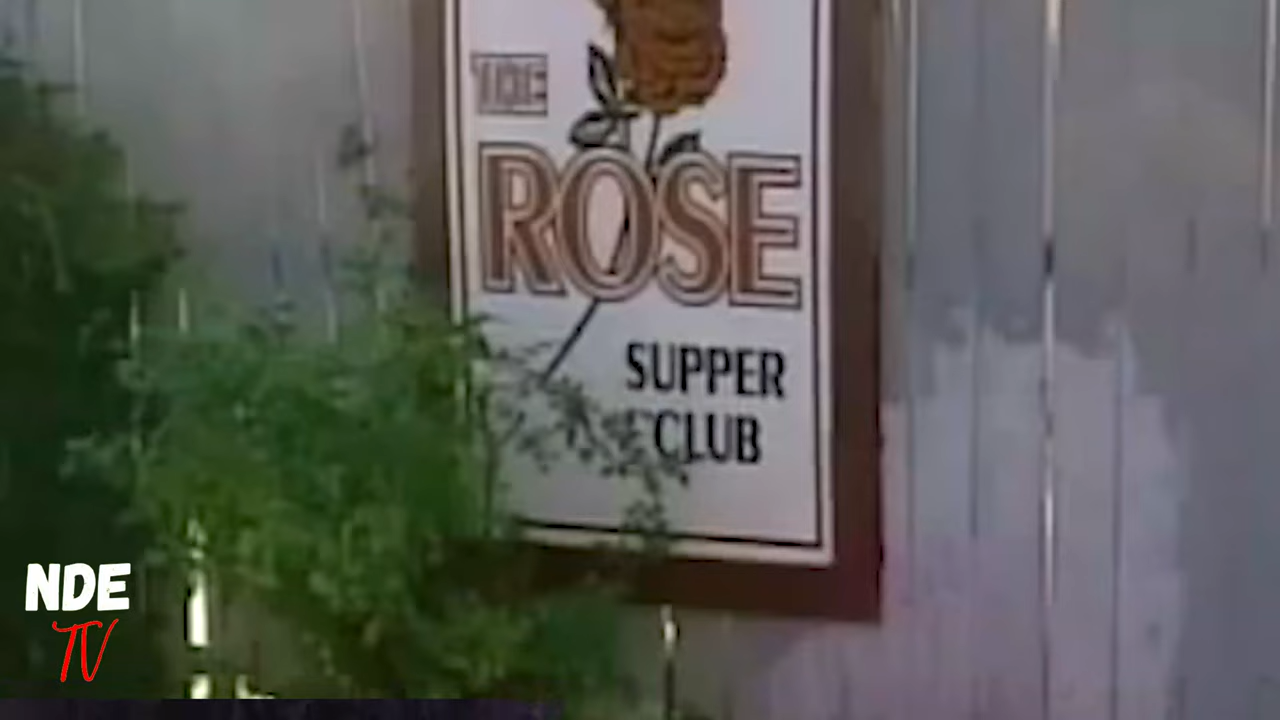 THE
ROSE
SUPPER
CLUB
NDE
TV